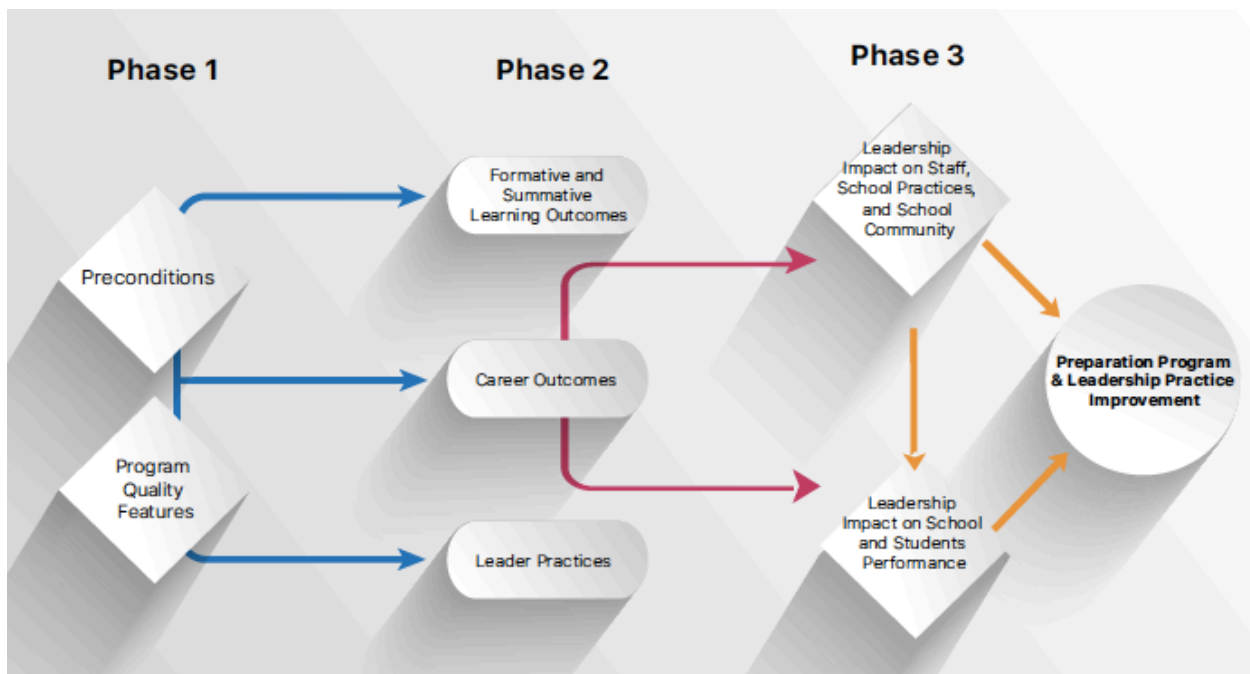 Phase 1
Phase 2
Phase 3
Preconditions
Program
Quality
Features
Formative and
Summative
Learning Outcomes
Career Outcomes
Leader Practices
Leadership
Impact on Staff,
School Practices,
and School
Community
Leadership
Impact on School
and Students
Performance
Preparation Program
& Leadership Practice
Improvement